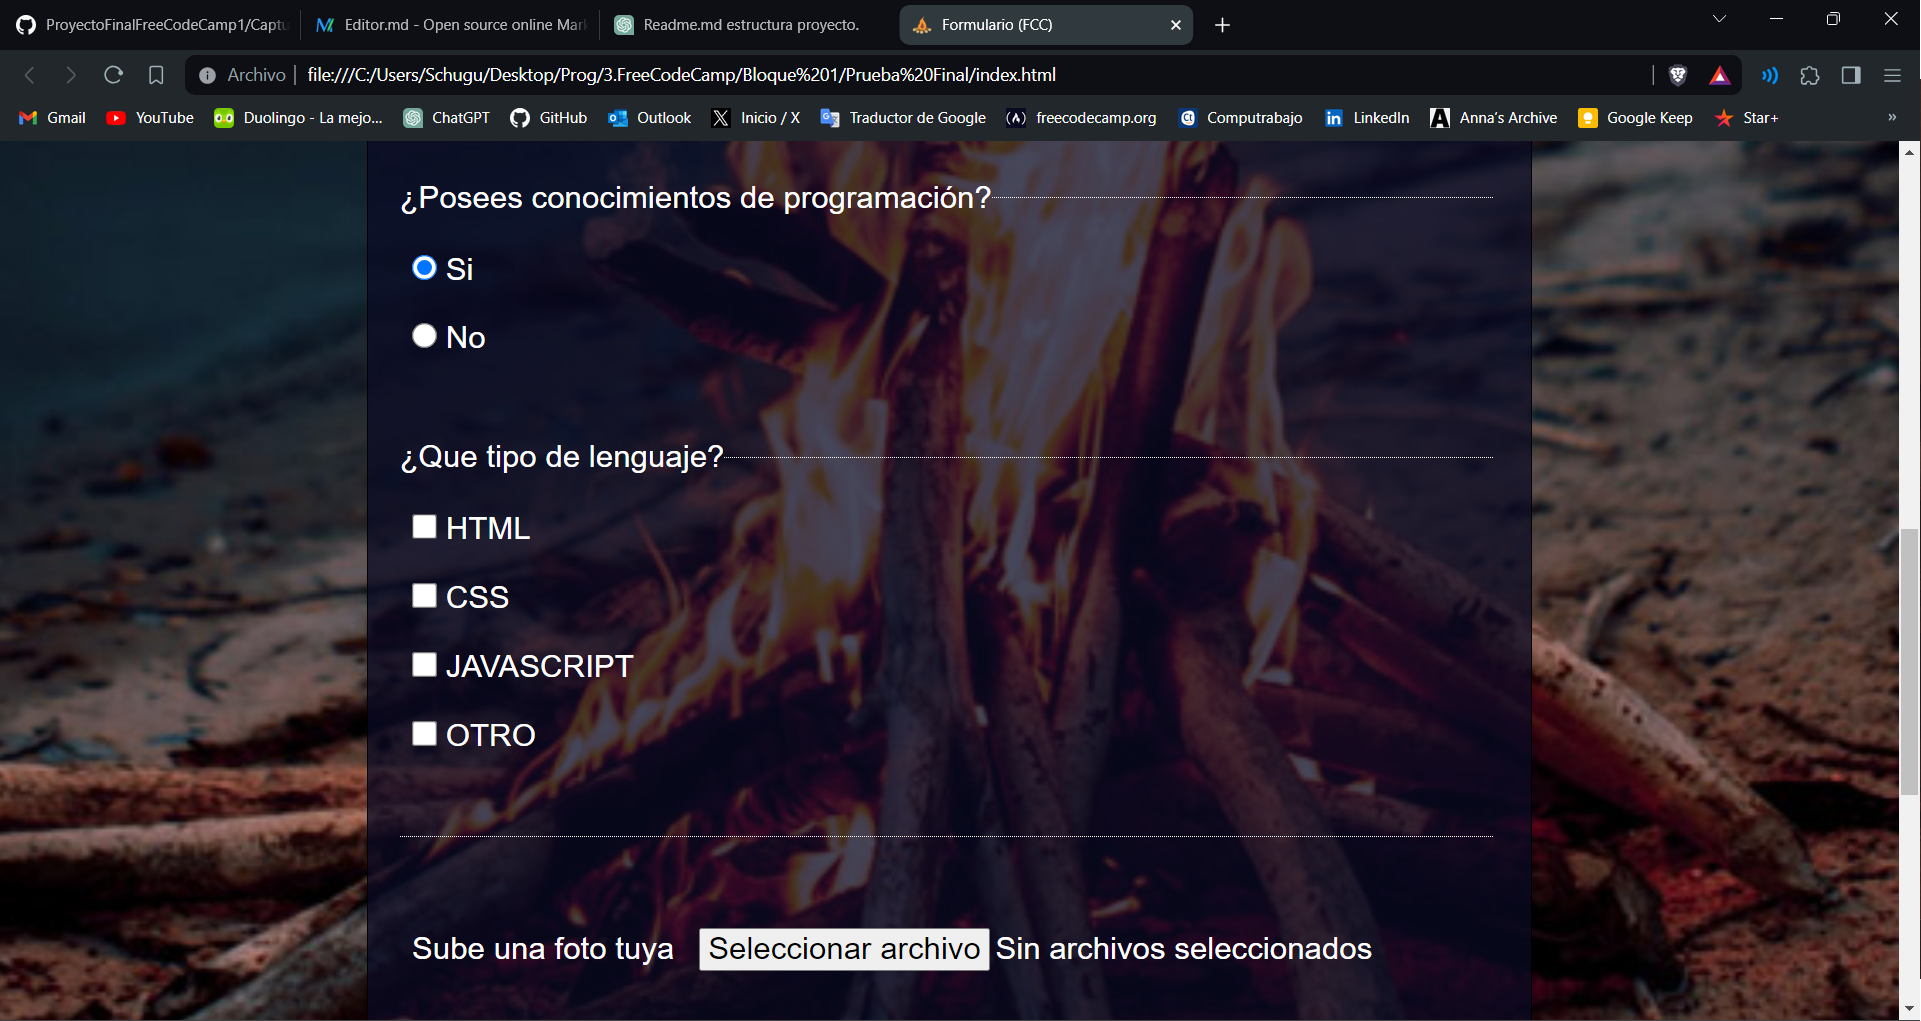 ProyectoFinalFreeCodeCamp1/Captu
Editor.md - Open source online Mar
Readme.md estructura proyecto.
Formulario (FCC)
Archivo file:///C:/Users/Schugu/Desktop/Prog/3.FreeCodeCamp/Bloque%201/Prueba%20Final/index.html
Gmail YouTube Duolingo - La mejo... ChatGPT GitHub Outlook Inicio / X Traductor de Google freecodecamp.org Computrabajo LinkedIn Anna's Archive Google Keep Star+ »
¿Posees conocimientos de programación?
Si
No
¿Que tipo de lenguaje?
HTML
CSS
JAVASCRIPT
OTRO
Sube una foto tuya Seleccionar archivo Sin archivos seleccionados